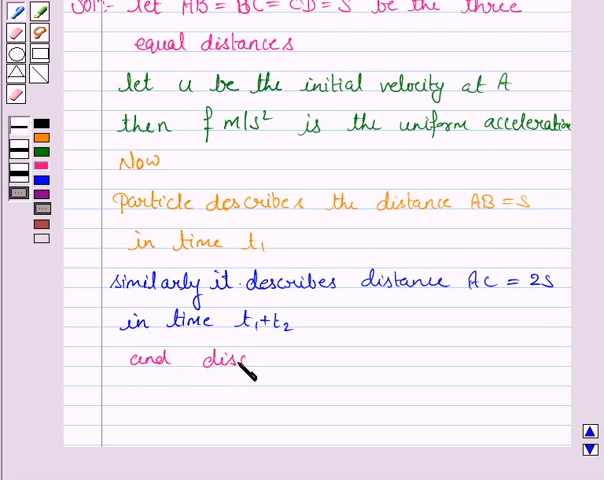 Soln:- let AB = BC = CD = S be the three
equal distances
let u be the initial velocity at A
then f m/s² is the uniform acceleration
Now
Particle describes the distance AB = S
in time t₁
similarly it describes distance AC = 2S
in time t₁+t₂
and disc